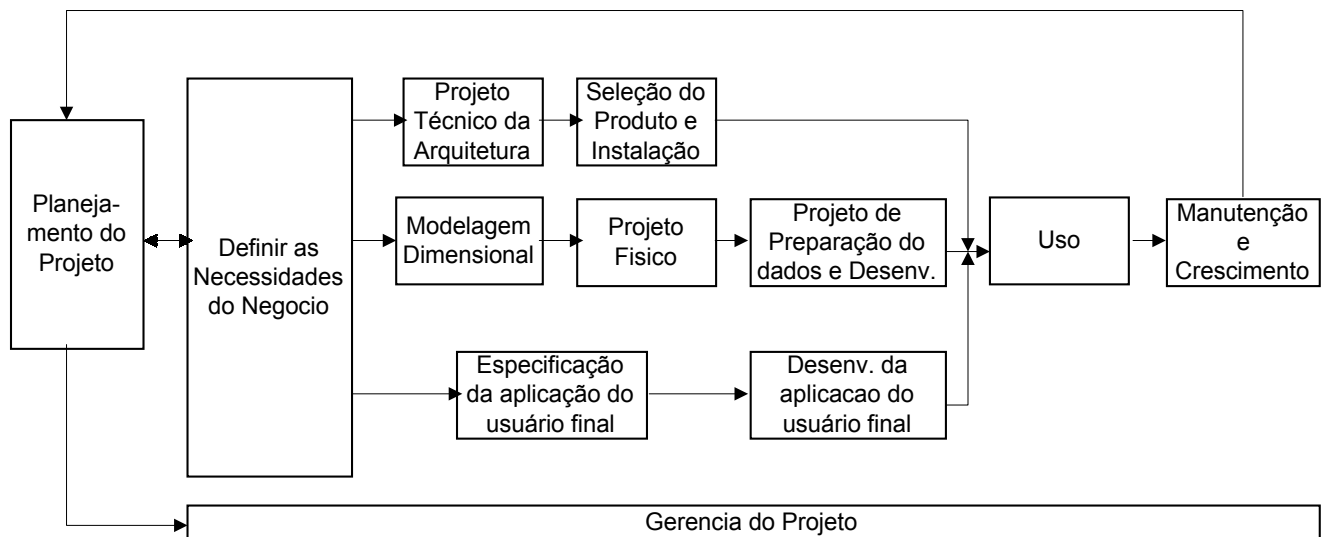 Planeja-
mento do
Projeto
Definir as
Necessidades
do Negocio
Projeto
Técnico da
Arquitetura
Seleção do
Produto e
Instalação
Modelagem
Dimensional
Projeto
Fisico
Projeto de
Preparação do
dados e Desenv.
Especificação
da aplicação do
usuário final
Desenv. da
aplicacao do
usuário final
Uso
Manutenção
e
Crescimento
Gerencia do Projeto